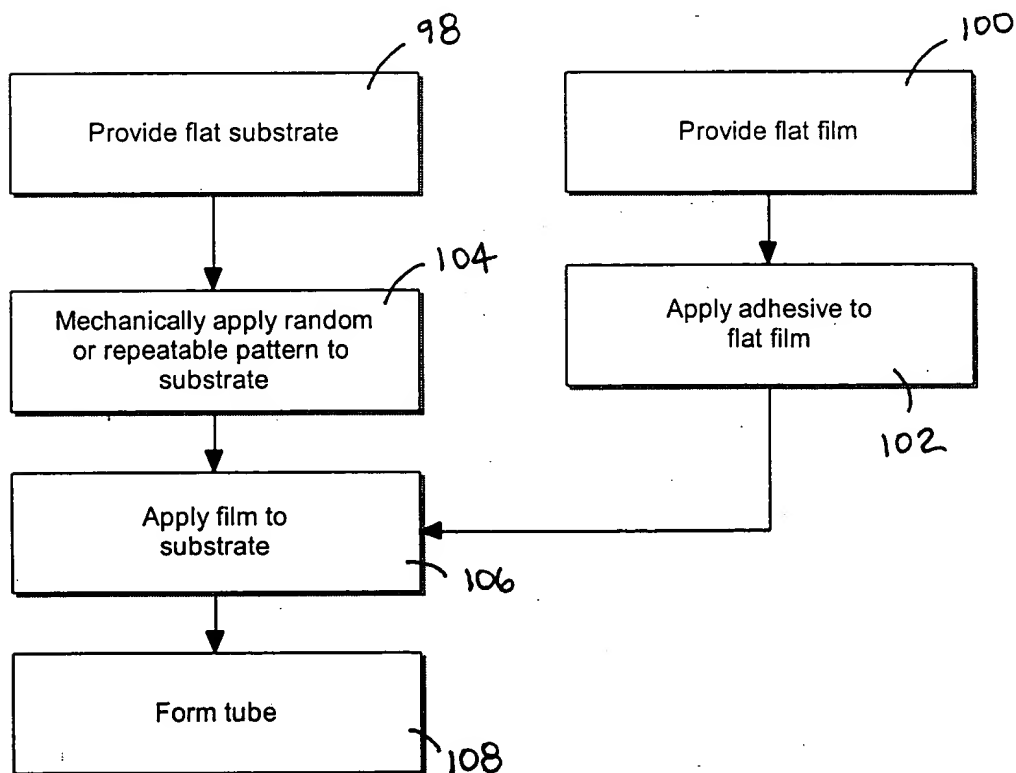 98
100
Provide flat substrate
Provide flat film
104
Mechanically apply random
or repeatable pattern to
substrate
Apply adhesive to
flat film
102
Apply film to
substrate
106
Form tube
108